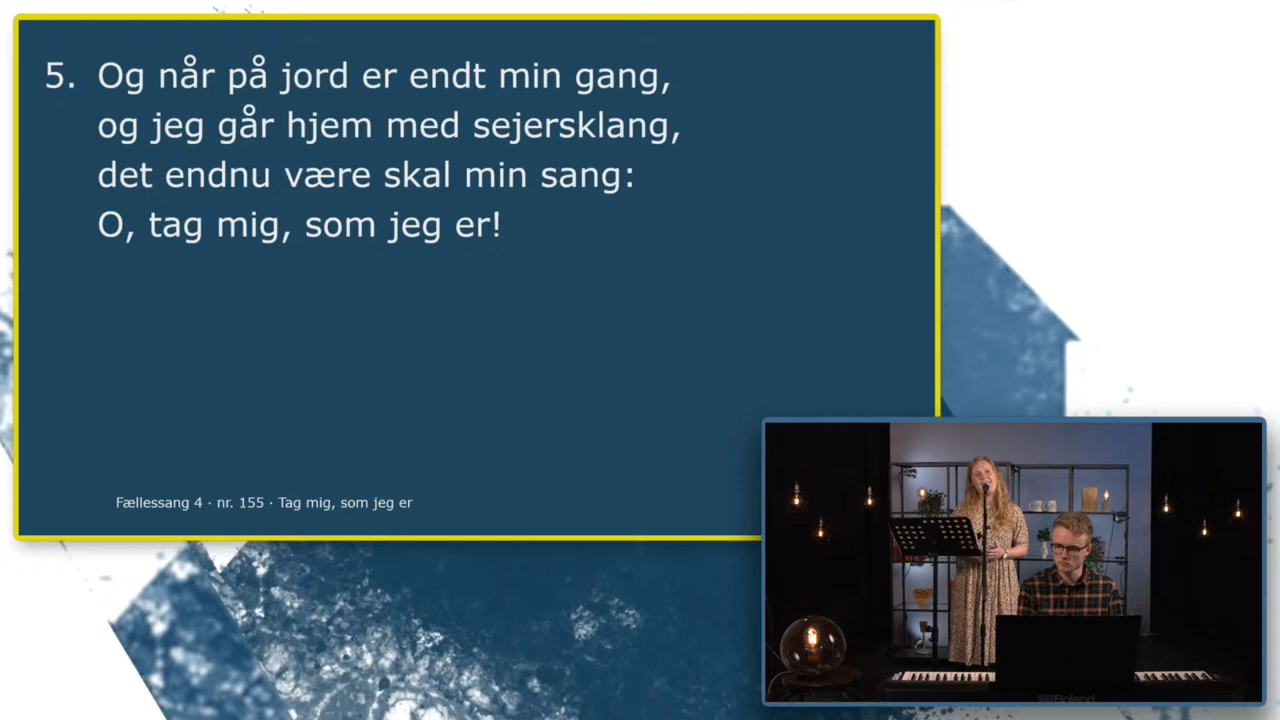 5. Og når på jord er endt min gang,
og jeg går hjem med sejersklang,
det endnu være skal min sang:
O, tag mig, som jeg er!
Fællessang 4 · nr. 155 · Tag mig, som jeg er
Roland